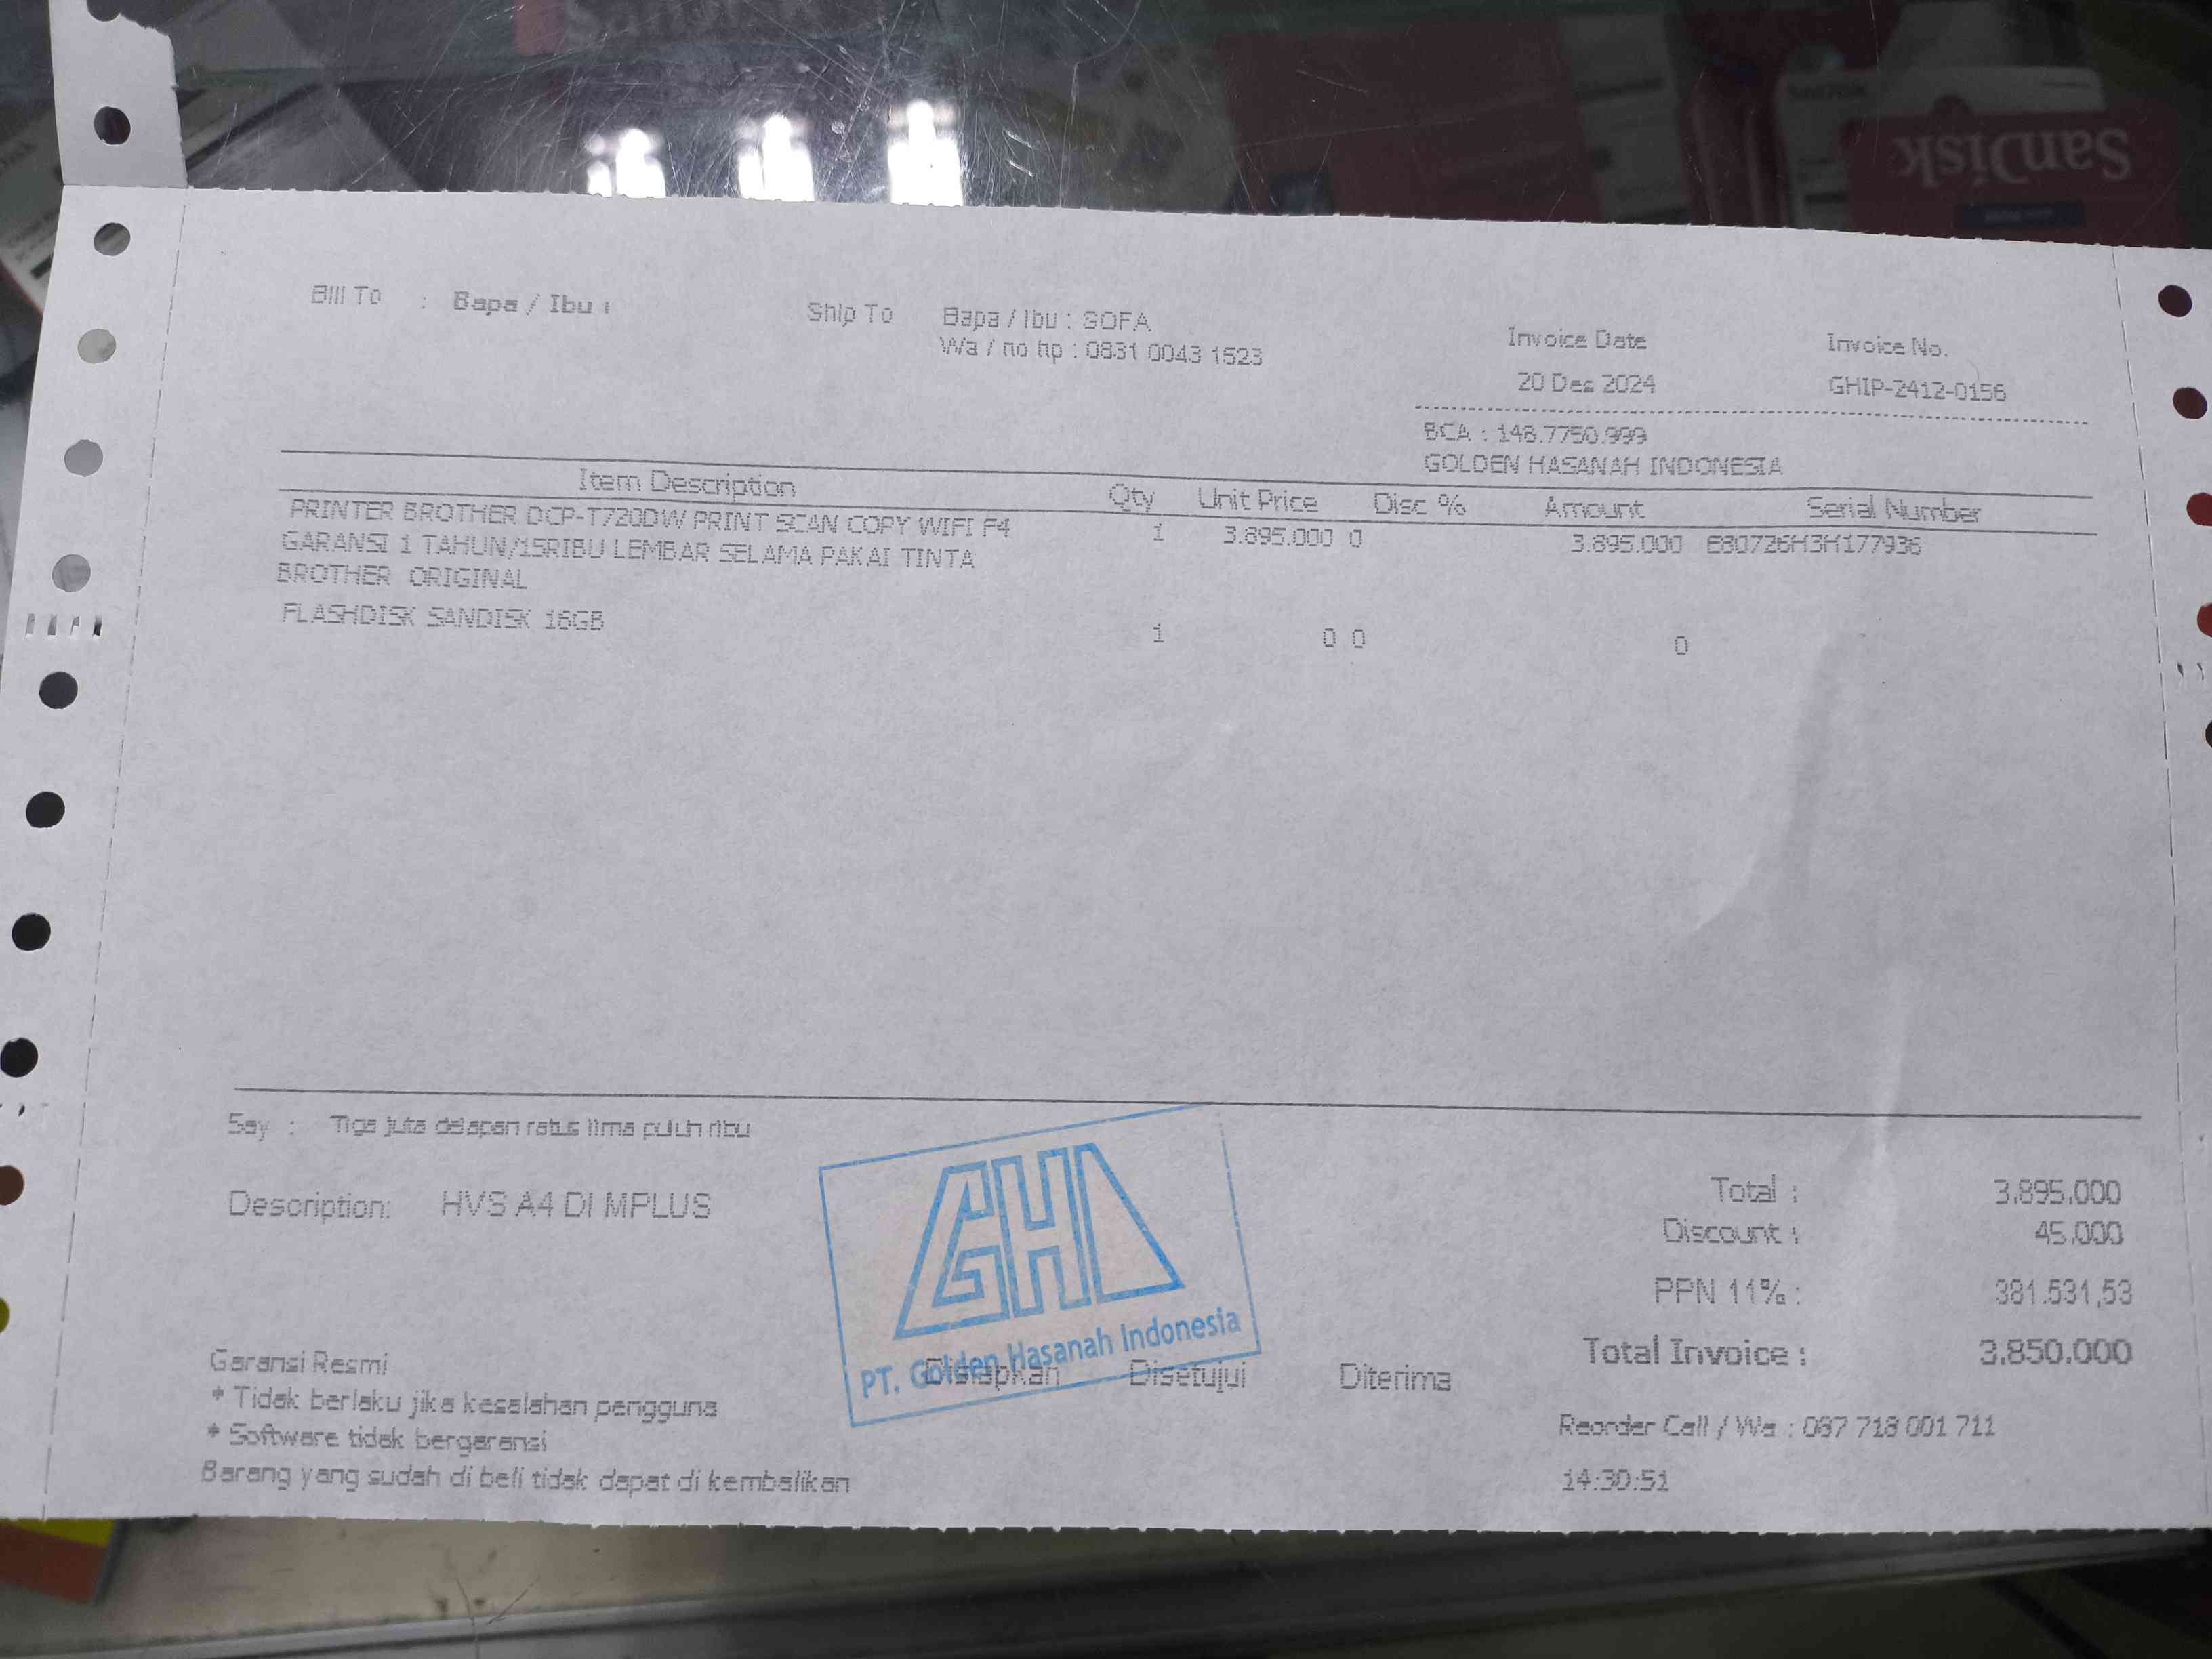 SanDisk
SanDisk
Bill To : Bapa / Ibu :
Ship To Bapa / Ibu : SOFA
Wa / no hp : 0831 0043 1523
Invoice Date Invoice No.
20 Des 2024 GHIP-2412-0156
BCA : 148.7750.999
GOLDEN HASANAH INDONESIA
Item Description Qty Unit Price Disc % Amount Serial Number
PRINTER BROTHER DCP-T720DW PRINT SCAN COPY WIFI F4 1 3.895.000 0 3.895.000 E80726H3H177936
GARANSI 1 TAHUN/15RIBU LEMBAR SELAMA PAKAI TINTA
BROTHER ORIGINAL
FLASHDISK SANDISK 16GB 1 0 0 0
Say : Tiga juta delapan ratus lima puluh ribu
Description: HVS A4 DI MPLUS
GHI
PT. Golden Hasanah Indonesia
Total : 3.895.000
Discount : 45.000
PPN 11% : 381.531,53
Total Invoice : 3.850.000
Disiapkan Disetujui Diterima
Garansi Resmi
* Tidak berlaku jika kesalahan pengguna
* Software tidak bergaransi
Barang yang sudah di beli tidak dapat di kembalikan
Reorder Call / Wa : 087 718 001 711
14:30:51